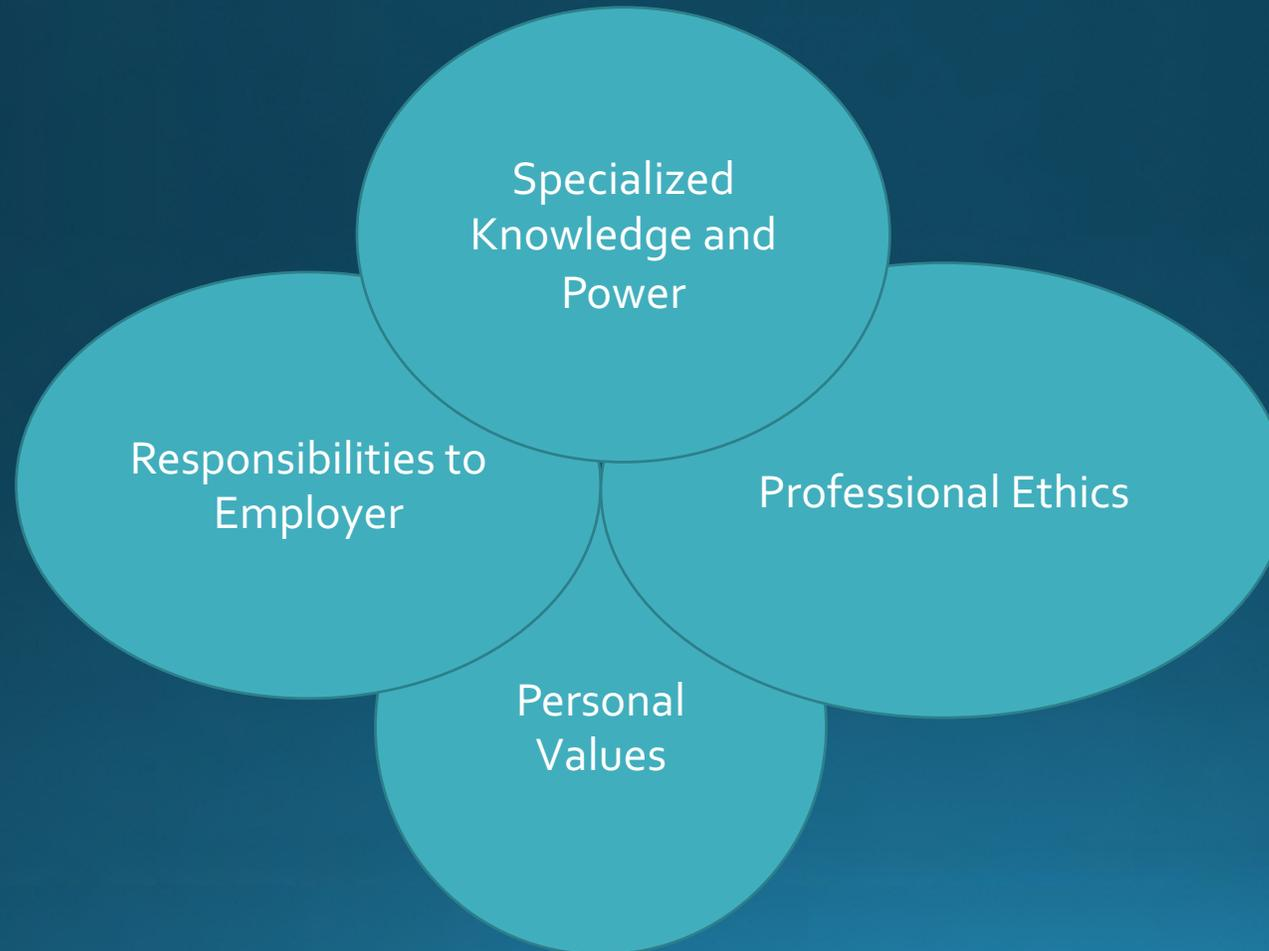 Specialized
Knowledge and
Power
Responsibilities to
Employer
Professional Ethics
Personal
Values